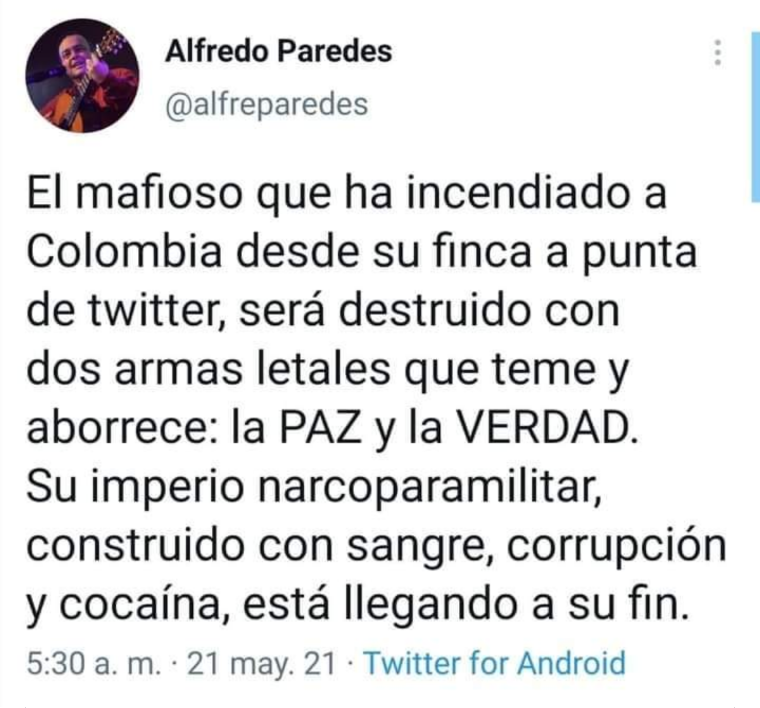 Alfredo Paredes
@alfreparedes
El mafioso que ha incendiado a
Colombia desde su finca a punta
de twitter, será destruido con
dos armas letales que teme y
aborrece: la PAZ y la VERDAD.
Su imperio narcoparamilitar,
construido con sangre, corrupción
y cocaína, está llegando a su fin.
5:30 a. m. · 21 may. 21 · Twitter for Android